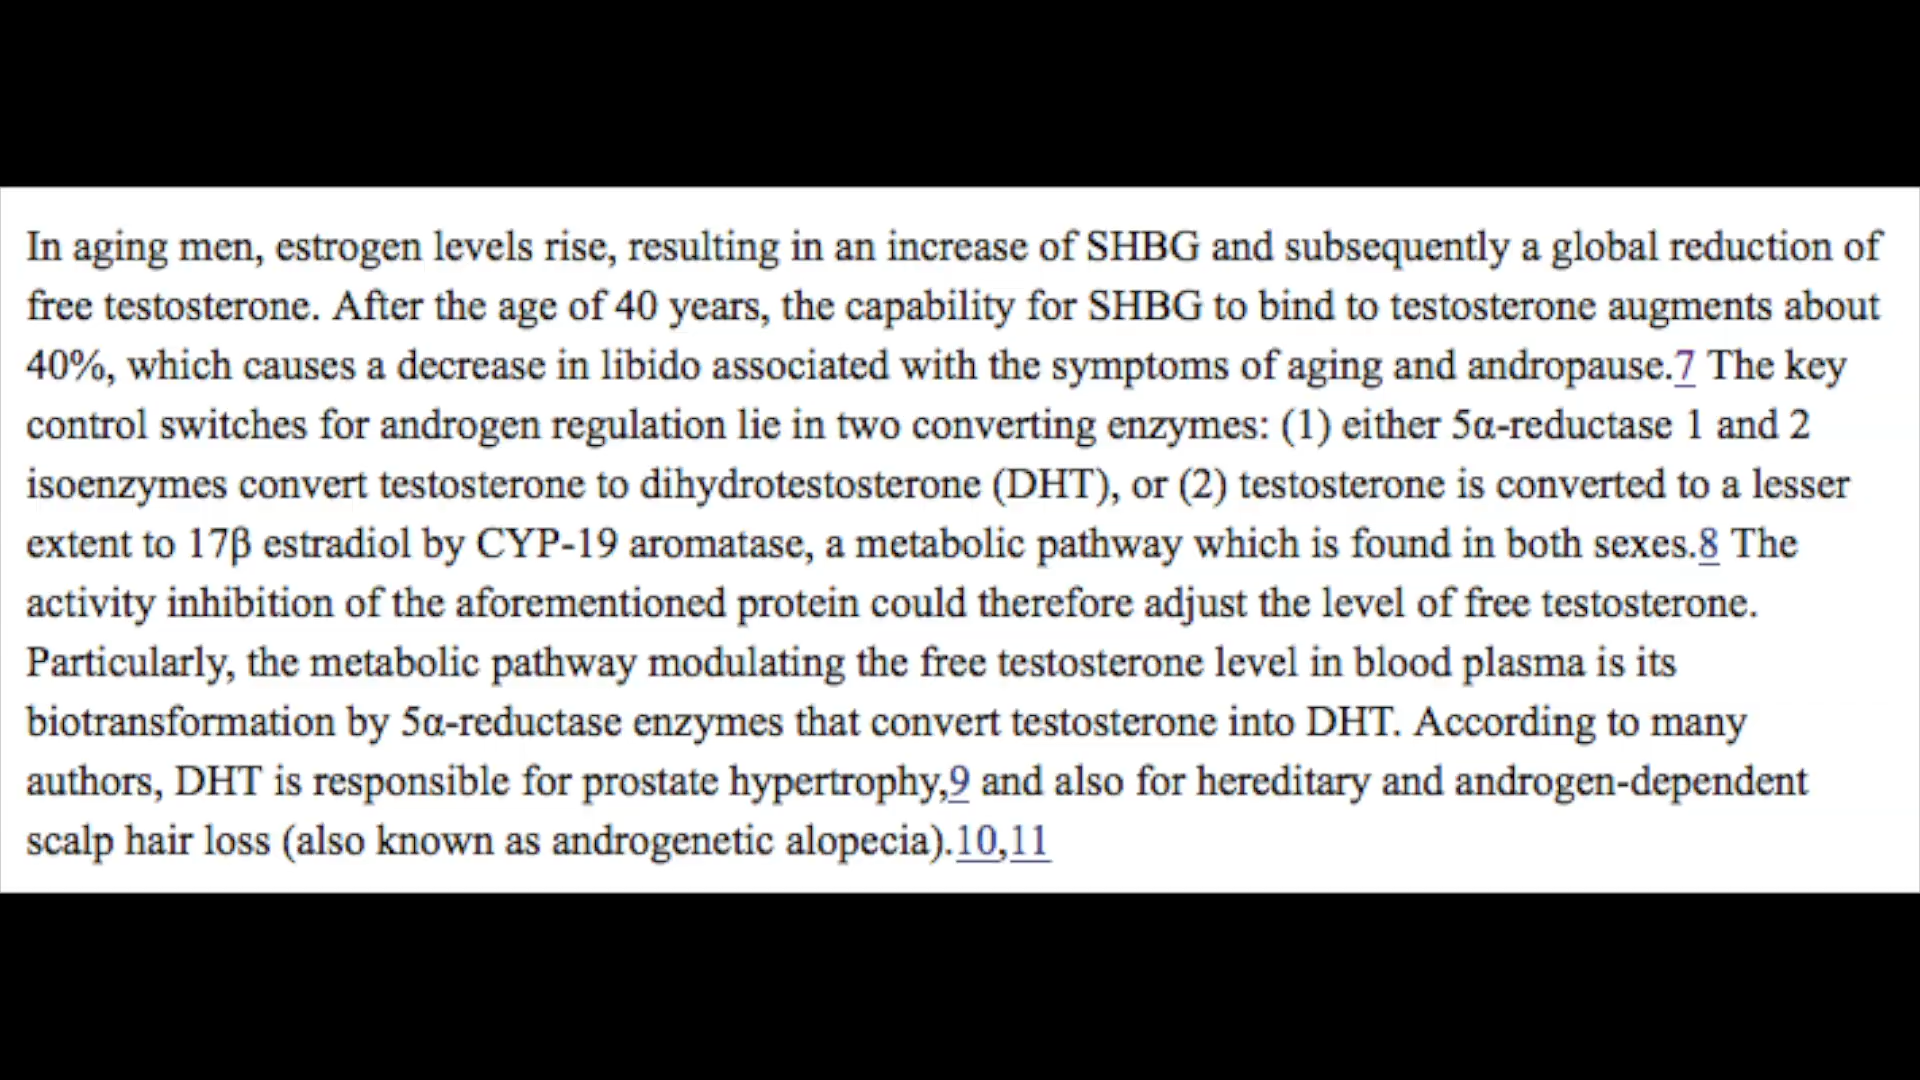 In aging men, estrogen levels rise, resulting in an increase of SHBG and subsequently a global reduction of
free testosterone. After the age of 40 years, the capability for SHBG to bind to testosterone augments about
40%, which causes a decrease in libido associated with the symptoms of aging and andropause.7 The key
control switches for androgen regulation lie in two converting enzymes: (1) either 5α-reductase 1 and 2
isoenzymes convert testosterone to dihydrotestosterone (DHT), or (2) testosterone is converted to a lesser
extent to 17β estradiol by CYP-19 aromatase, a metabolic pathway which is found in both sexes.8 The
activity inhibition of the aforementioned protein could therefore adjust the level of free testosterone.
Particularly, the metabolic pathway modulating the free testosterone level in blood plasma is its
biotransformation by 5α-reductase enzymes that convert testosterone into DHT. According to many
authors, DHT is responsible for prostate hypertrophy,9 and also for hereditary and androgen-dependent
scalp hair loss (also known as androgenetic alopecia).10,11